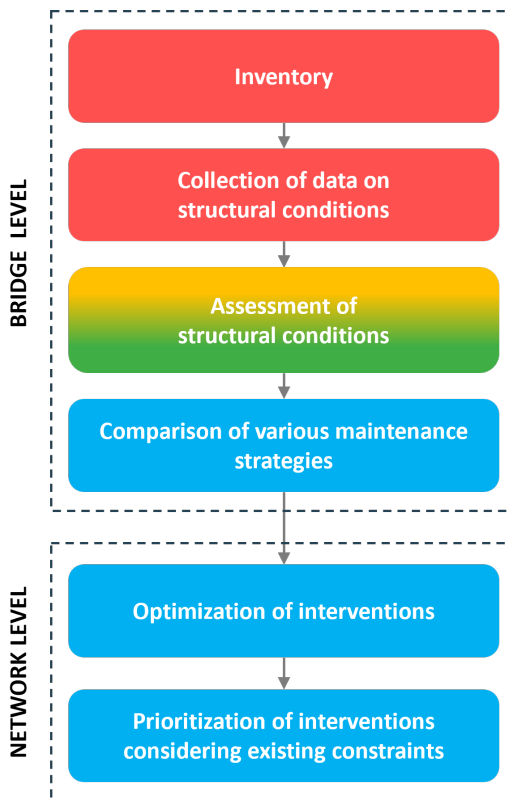 BRIDGE LEVEL
Inventory
Collection of data on
structural conditions
Assessment of
structural conditions
Comparison of various maintenance
strategies
NETWORK LEVEL
Optimization of interventions
Prioritization of interventions
considering existing constraints